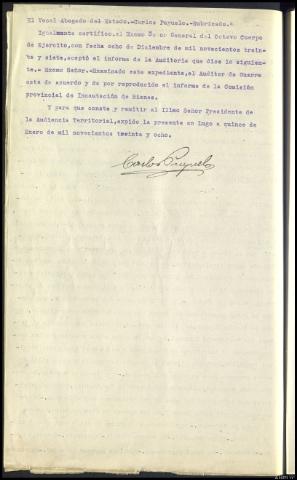 El Vocal Abogado del Estado.-Carlos Puyuelo.-Rubricado.-
Igualmente certifico.el Excmo Señor General del Octavo Cuerpo
de Ejercito,con fecha ocho de Diciembre de mil novecientos trein-
ta y siete,aceptó el informe de la Auditoria que dice lo siguien-
te.- Excmo Señor.-Examinado este expediente,el Auditor de Guerra
esta de acuerdo y da por reproducido el informe de la Comisión
provincial de Incautación de Bienes.
Y para que conste y remitir al Iltmo Señor Presidente de
la Audiencia Territorial,expido la presente en Lugo a quince de
Enero de mil novecientos treinta y ocho.
Carlos Puyuelo